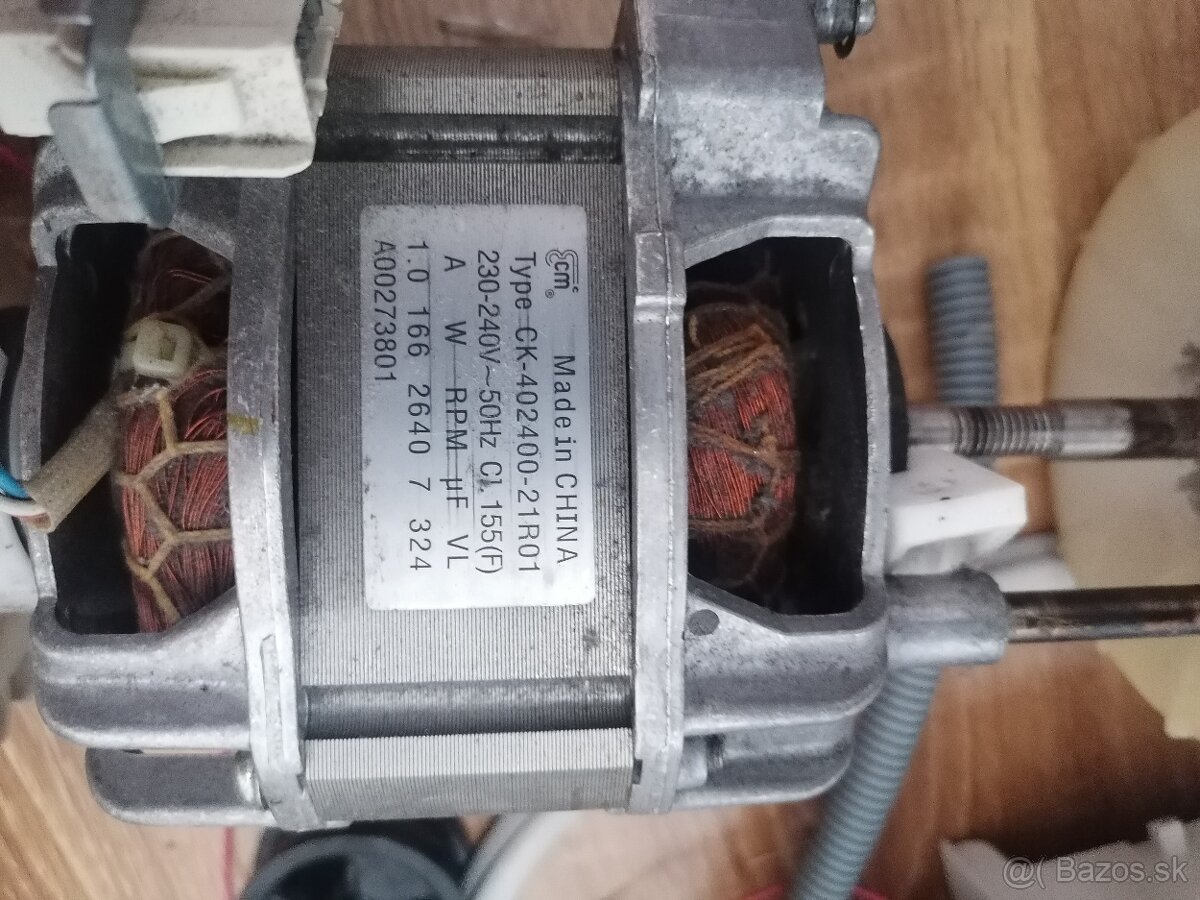 ecm® Made in CHINA
Type CK-402400-21R01
230-240V~50Hz CL 155(F)
A W RPM µF VL
1.0 166 2640 7 324
A00273801
@( Bazos.sk